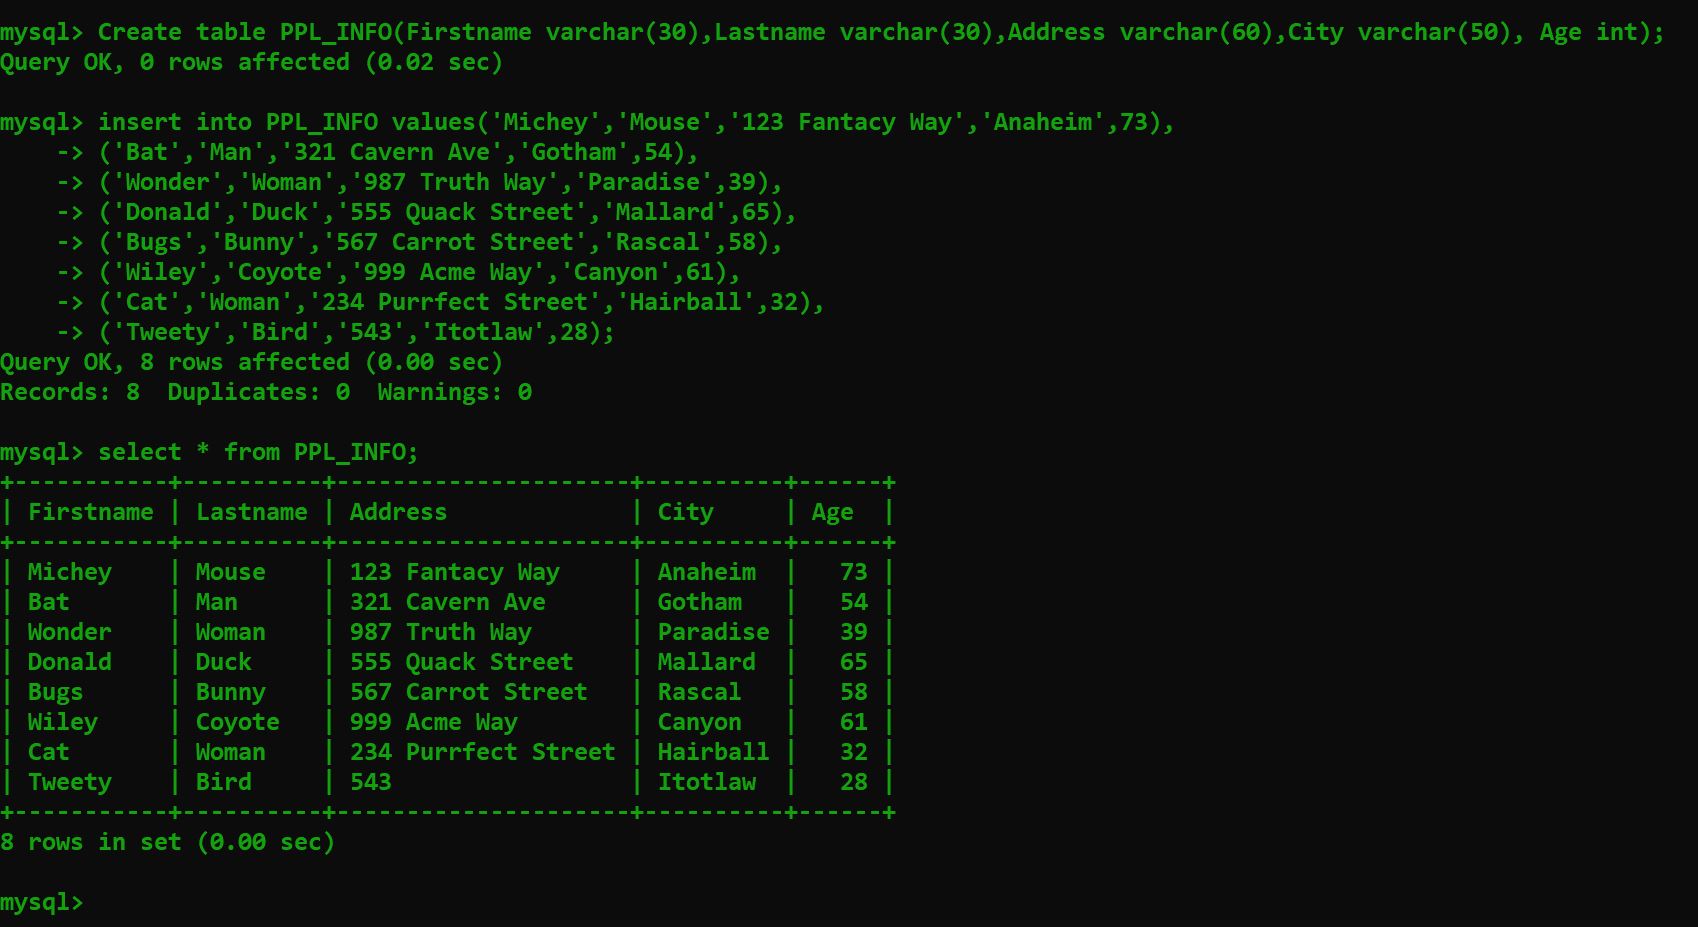 mysql> Create table PPL_INFO(Firstname varchar(30),Lastname varchar(30),Address varchar(60),City varchar(50), Age int);
Query OK, 0 rows affected (0.02 sec)

mysql> insert into PPL_INFO values('Michey','Mouse','123 Fantacy Way','Anaheim',73),
    -> ('Bat','Man','321 Cavern Ave','Gotham',54),
    -> ('Wonder','Woman','987 Truth Way','Paradise',39),
    -> ('Donald','Duck','555 Quack Street','Mallard',65),
    -> ('Bugs','Bunny','567 Carrot Street','Rascal',58),
    -> ('Wiley','Coyote','999 Acme Way','Canyon',61),
    -> ('Cat','Woman','234 Purrfect Street','Hairball',32),
    -> ('Tweety','Bird','543','Itotlaw',28);
Query OK, 8 rows affected (0.00 sec)
Records: 8  Duplicates: 0  Warnings: 0

mysql> select * from PPL_INFO;
+-----------+----------+---------------------+----------+------+
| Firstname | Lastname | Address             | City     | Age  |
+-----------+----------+---------------------+----------+------+
| Michey    | Mouse    | 123 Fantacy Way     | Anaheim  |   73 |
| Bat       | Man      | 321 Cavern Ave      | Gotham   |   54 |
| Wonder    | Woman    | 987 Truth Way       | Paradise |   39 |
| Donald    | Duck     | 555 Quack Street    | Mallard  |   65 |
| Bugs      | Bunny    | 567 Carrot Street   | Rascal   |   58 |
| Wiley     | Coyote   | 999 Acme Way        | Canyon   |   61 |
| Cat       | Woman    | 234 Purrfect Street | Hairball |   32 |
| Tweety    | Bird     | 543                 | Itotlaw  |   28 |
+-----------+----------+---------------------+----------+------+
8 rows in set (0.00 sec)

mysql>